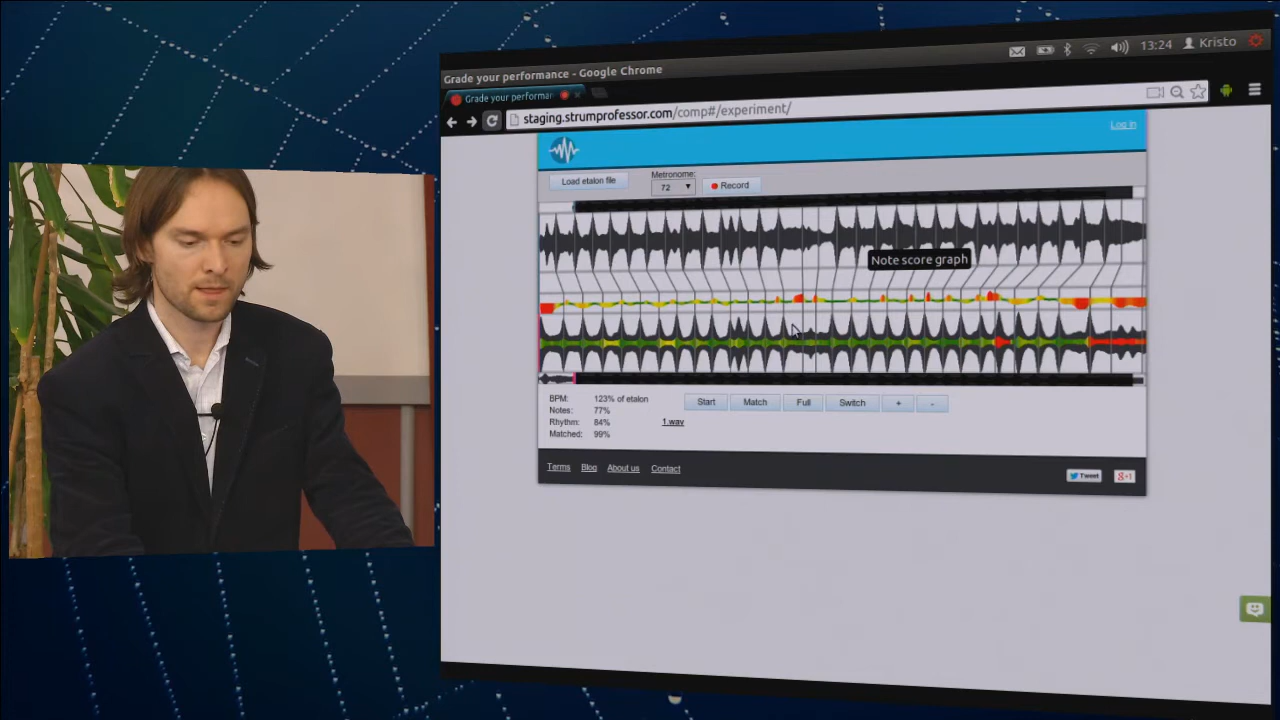 13:24 Kristo
Grade your performance - Google Chrome
Grade your performan
staging.strumprofessor.com/comp#/experiment/
Log in
Load etalon file
Metronome:
72
Record
Note score graph
BPM: 123% of etalon
Notes: 77%
Rhythm: 84%
Matched: 99%
1.wav
Start Match Full Switch + -
Terms Blog About us Contact
Tweet
g+1